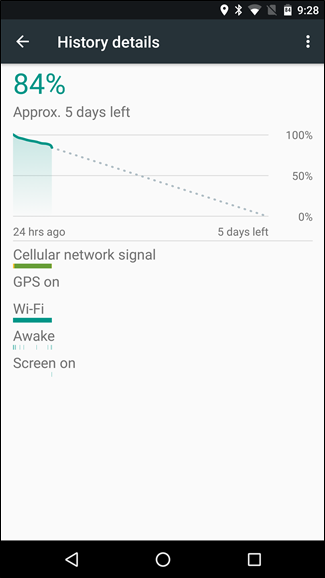 9:28
History details
84%
Approx. 5 days left
100%
50%
0%
24 hrs ago 5 days left
Cellular network signal
GPS on
Wi-Fi
Awake
Screen on